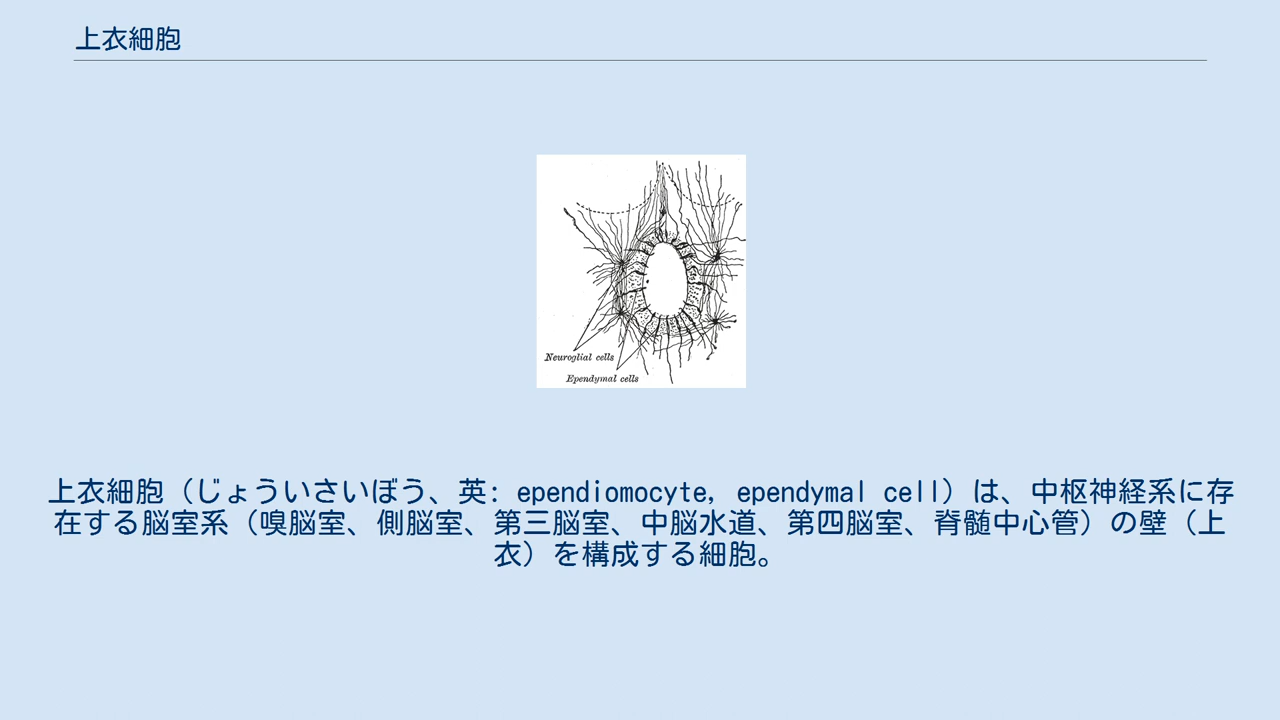 上衣細胞
Neuroglial cells
Ependymal cells
上衣細胞（じょういさいぼう、英: ependiomocyte, ependymal cell）は、中枢神経系に存
在する脳室系（嗅脳室、側脳室、第三脳室、中脳水道、第四脳室、脊髄中心管）の壁（上
衣）を構成する細胞。